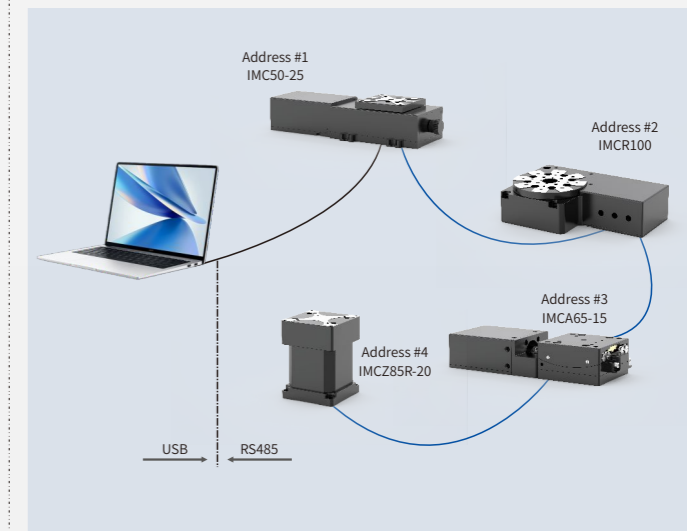 Address #1
IMC50-25
Address #2
IMCR100
Address #3
IMCA65-15
Address #4
IMCZ85R-20
USB
RS485